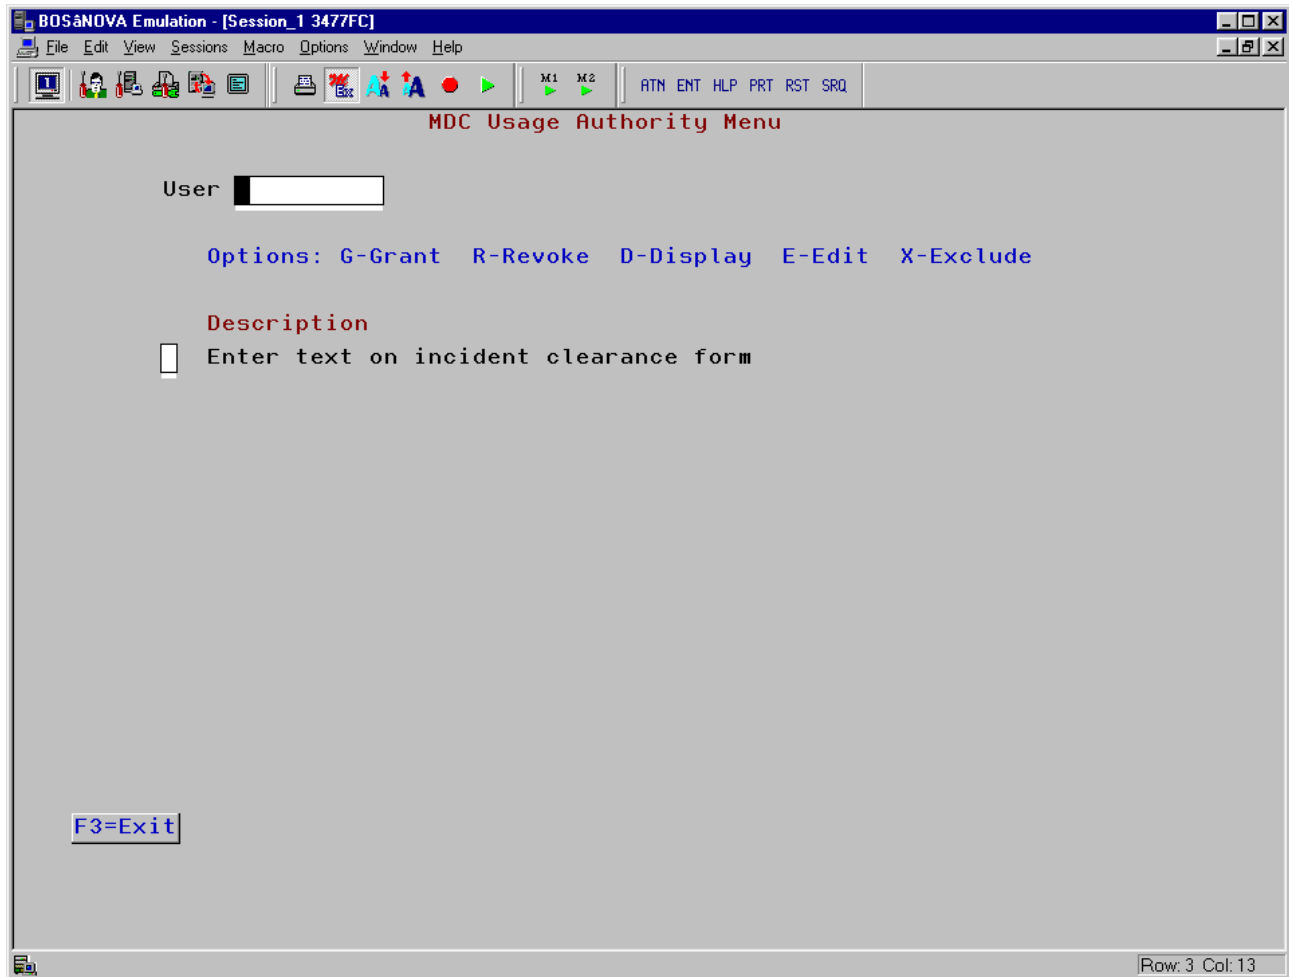 BOSâNOVA Emulation - [Session_1 3477FC]
File Edit View Sessions Macro Options Window Help
1 Ex A A A A M1 M2 ATN ENT HLP PRT RST SRQ
MDC Usage Authority Menu
User
Options: G-Grant R-Revoke D-Display E-Edit X-Exclude
Description
Enter text on incident clearance form
F3=Exit
Row: 3 Col: 13